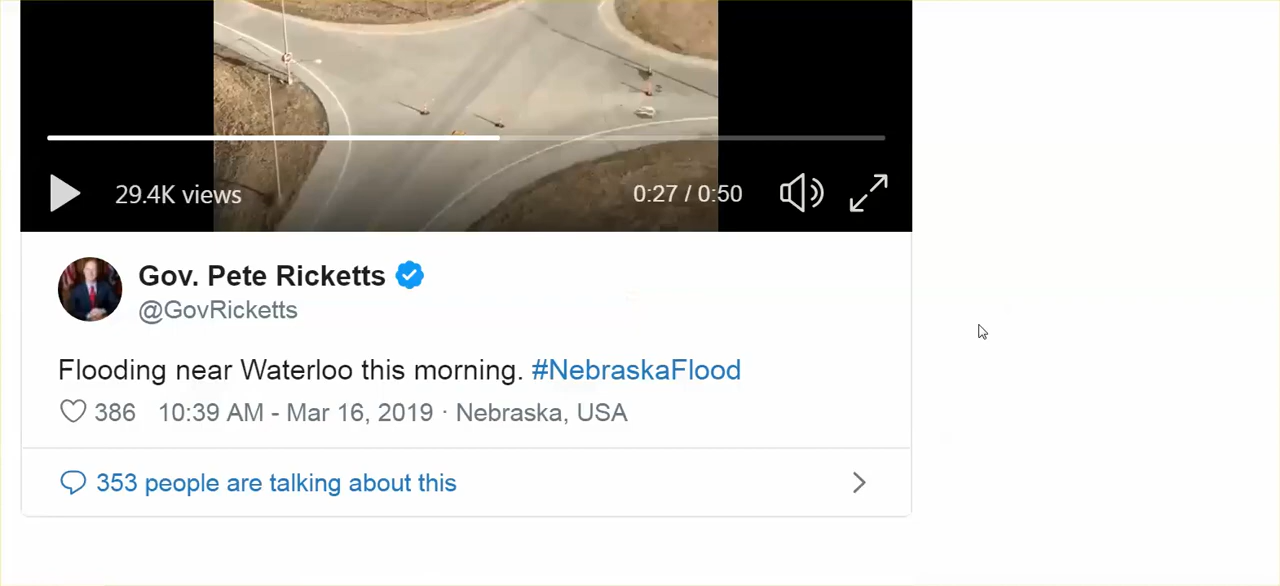 29.4K views 0:27 / 0:50
Gov. Pete Ricketts
@GovRicketts
Flooding near Waterloo this morning. #NebraskaFlood
386 10:39 AM - Mar 16, 2019 · Nebraska, USA
353 people are talking about this